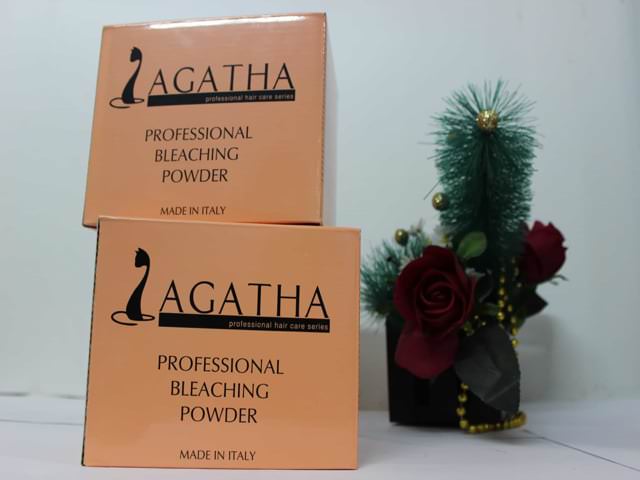 AGATHA
professional hair care series
PROFESSIONAL
BLEACHING
POWDER
MADE IN ITALY
AGATHA
professional hair care series
PROFESSIONAL
BLEACHING
POWDER
MADE IN ITALY